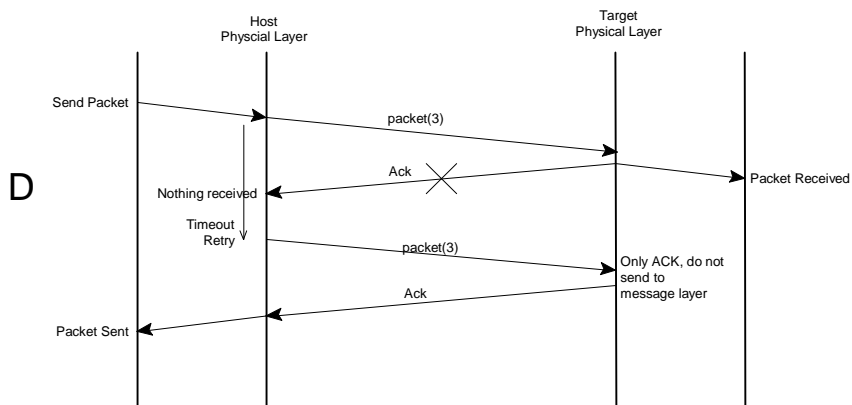 Host
Physcial Layer
Target
Physical Layer
Send Packet
packet(3)
D
Ack
Nothing received
Packet Received
Timeout
Retry
packet(3)
Only ACK, do not
send to
message layer
Ack
Packet Sent